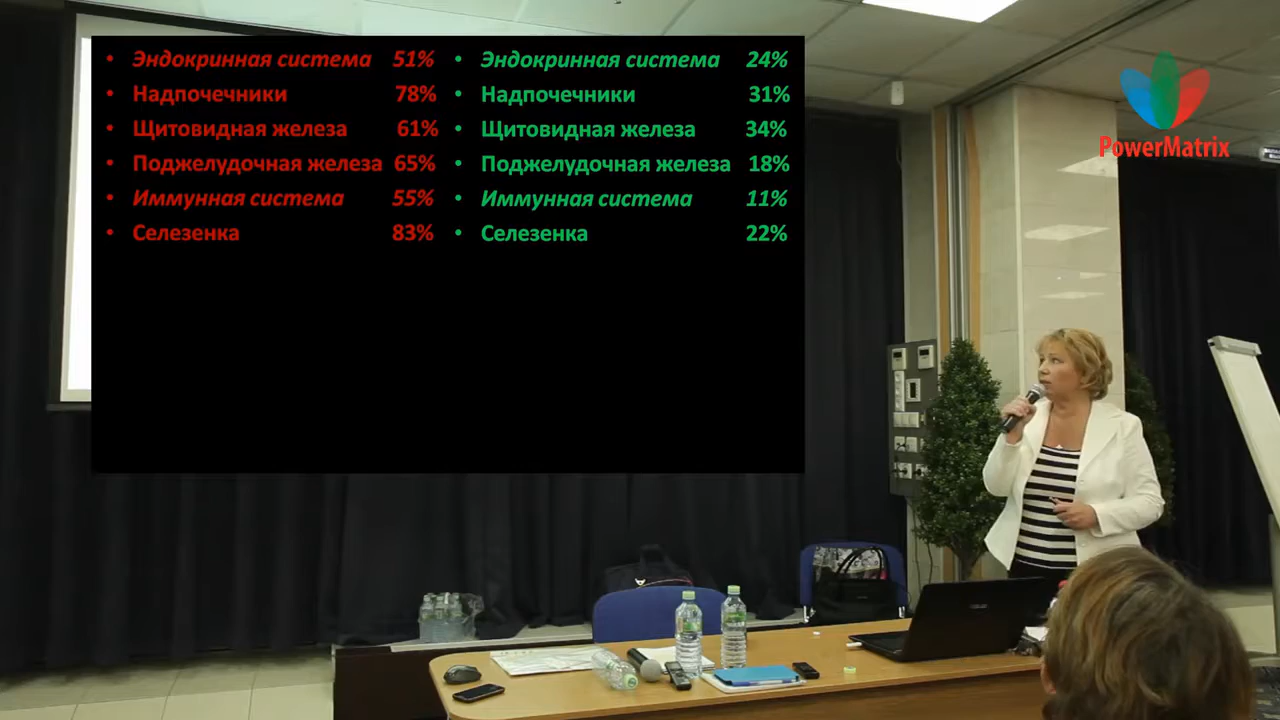 • Эндокринная система 51%
• Надпочечники 78%
• Щитовидная железа 61%
• Поджелудочная железа 65%
• Иммунная система 55%
• Селезенка 83%
• Эндокринная система 24%
• Надпочечники 31%
• Щитовидная железа 34%
• Поджелудочная железа 18%
• Иммунная система 11%
• Селезенка 22%
PowerMatrix